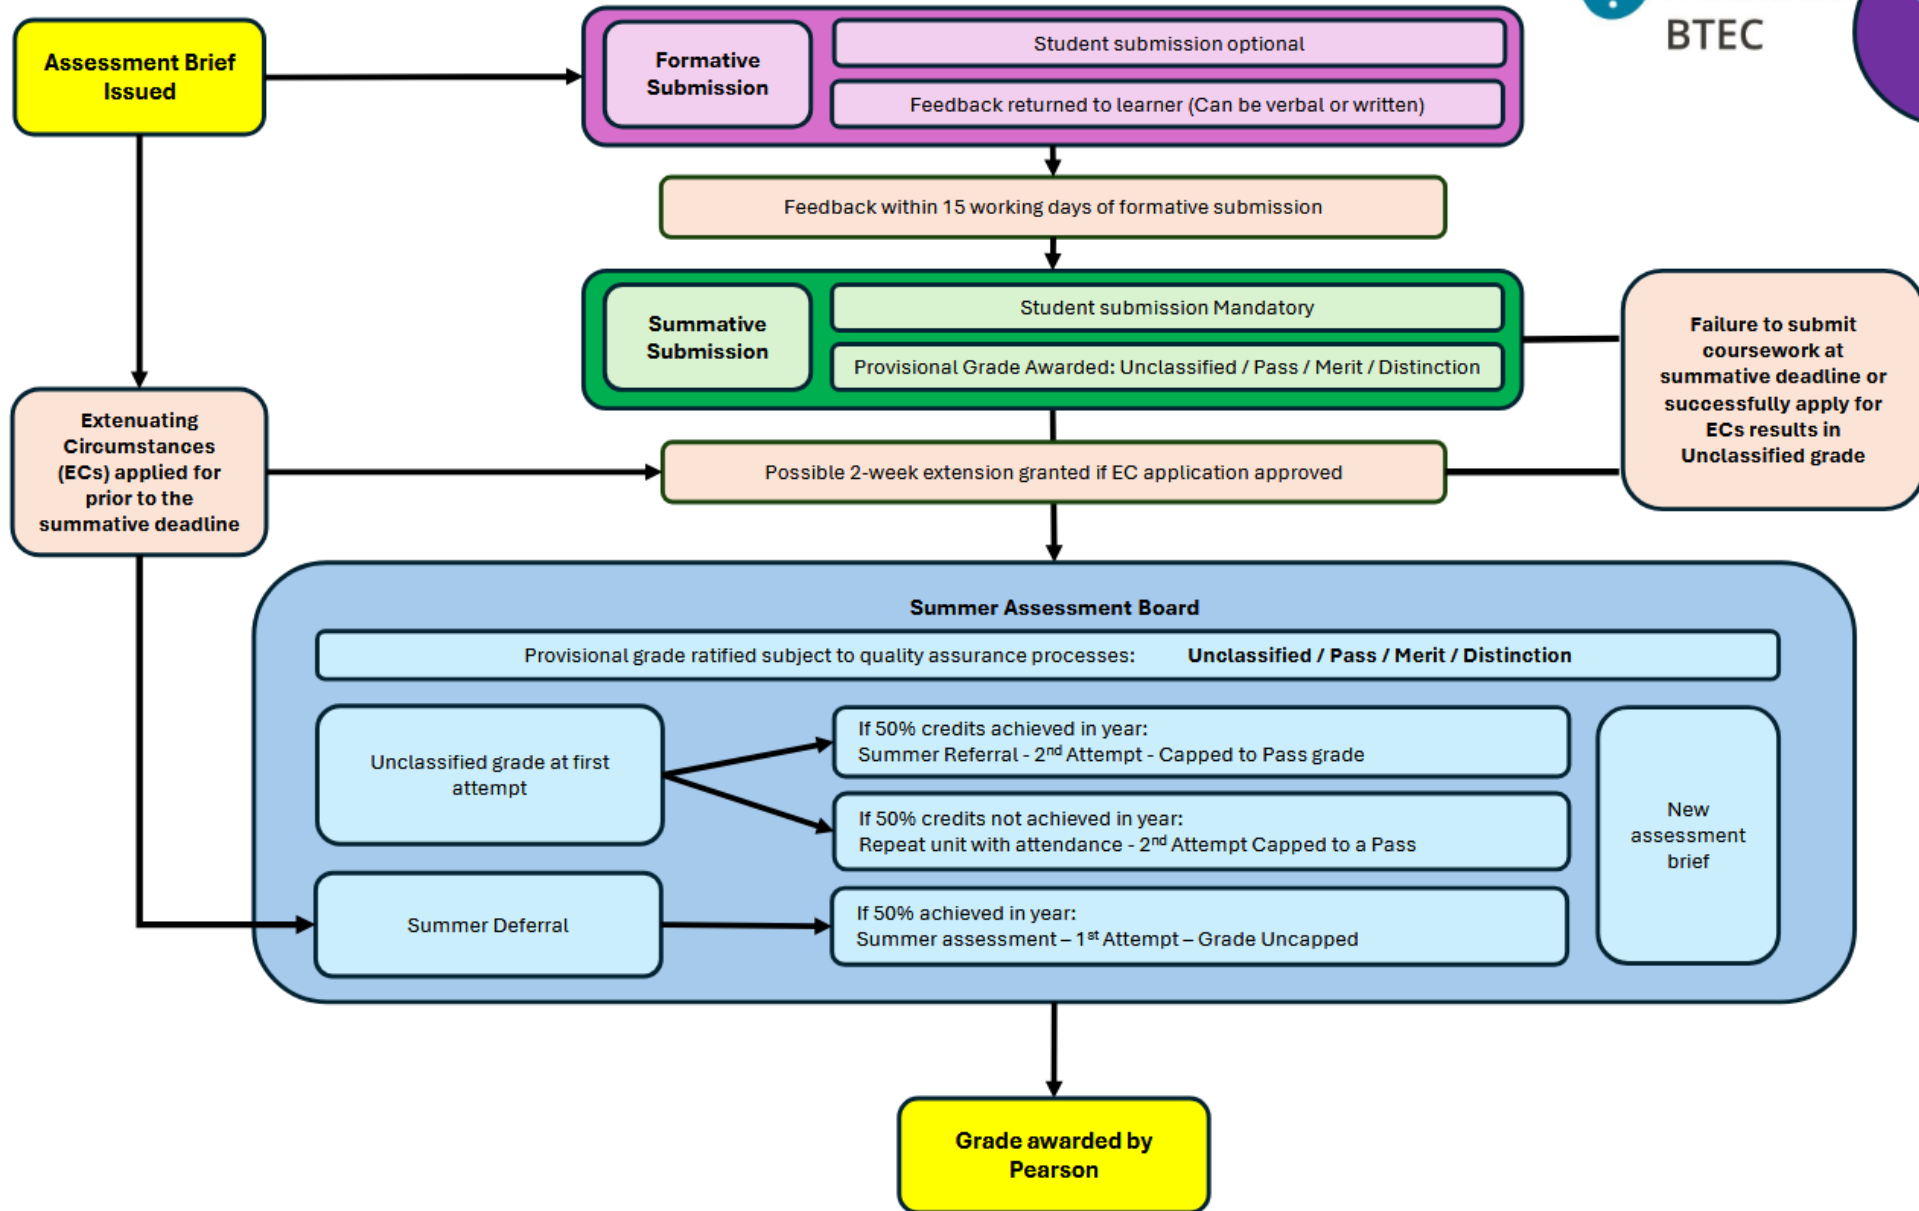 BTEC
Assessment Brief
Issued
Formative
Submission
Student submission optional
Feedback returned to learner (Can be verbal or written)
Feedback within 15 working days of formative submission
Summative
Submission
Student submission Mandatory
Provisional Grade Awarded: Unclassified / Pass / Merit / Distinction
Failure to submit
coursework at
summative deadline or
successfully apply for
ECs results in
Unclassified grade
Extenuating
Circumstances
(ECs) applied for
prior to the
summative deadline
Possible 2-week extension granted if EC application approved
Summer Assessment Board
Provisional grade ratified subject to quality assurance processes: Unclassified / Pass / Merit / Distinction
Unclassified grade at first
attempt
If 50% credits achieved in year:
Summer Referral - 2nd Attempt - Capped to Pass grade
If 50% credits not achieved in year:
Repeat unit with attendance - 2nd Attempt Capped to a Pass
New
assessment
brief
Summer Deferral
If 50% achieved in year:
Summer assessment – 1st Attempt – Grade Uncapped
Grade awarded by
Pearson